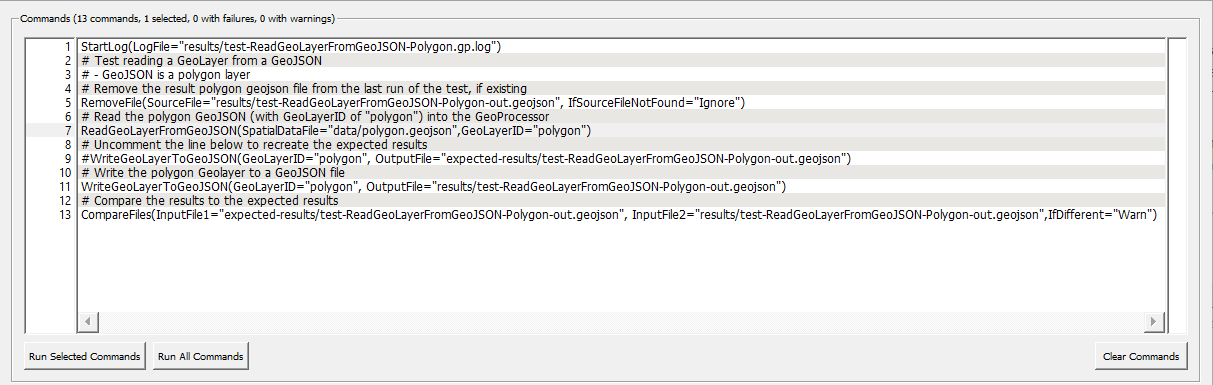 Commands (13 commands, 1 selected, 0 with failures, 0 with warnings)
1 StartLog(LogFile="results/test-ReadGeoLayerFromGeoJSON-Polygon.gp.log")
2 # Test reading a GeoLayer from a GeoJSON
3 # - GeoJSON is a polygon layer
4 # Remove the result polygon geojson file from the last run of the test, if existing
5 RemoveFile(SourceFile="results/test-ReadGeoLayerFromGeoJSON-Polygon-out.geojson", IfSourceFileNotFound="Ignore")
6 # Read the polygon GeoJSON (with GeoLayerID of "polygon") into the GeoProcessor
7 ReadGeoLayerFromGeoJSON(SpatialDataFile="data/polygon.geojson",GeoLayerID="polygon")
8 # Uncomment the line below to recreate the expected results
9 #WriteGeoLayerToGeoJSON(GeoLayerID="polygon", OutputFile="expected-results/test-ReadGeoLayerFromGeoJSON-Polygon-out.geojson")
10 # Write the polygon Geolayer to a GeoJSON file
11 WriteGeoLayerToGeoJSON(GeoLayerID="polygon", OutputFile="results/test-ReadGeoLayerFromGeoJSON-Polygon-out.geojson")
12 # Compare the results to the expected results
13 CompareFiles(InputFile1="expected-results/test-ReadGeoLayerFromGeoJSON-Polygon-out.geojson", InputFile2="results/test-ReadGeoLayerFromGeoJSON-Polygon-out.geojson",IfDifferent="Warn")
Run Selected Commands
Run All Commands
Clear Commands